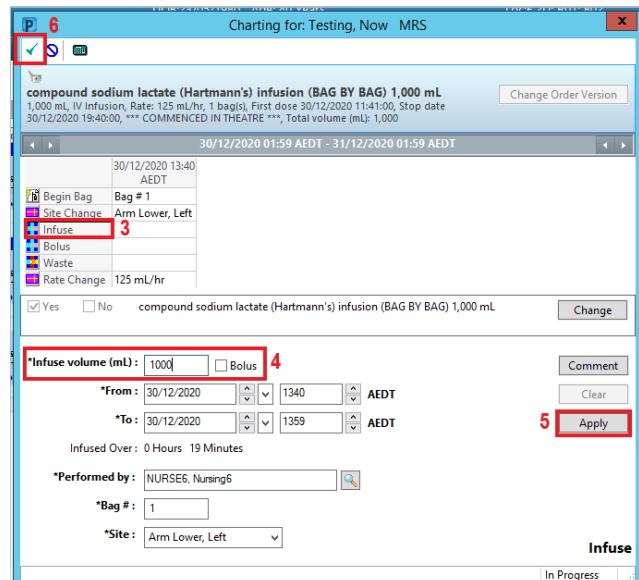 P 6 Charting for: Testing, Now MRS x
compound sodium lactate (Hartmann's) infusion (BAG BY BAG) 1,000 mL
Change Order Version
1,000 mL, IV Infusion, Rate: 125 mL/hr, 1 bag(s), First dose 30/12/2020 11:41:00, Stop date
30/12/2020 19:40:00, *** COMMENCED IN THEATRE ***, Total volume (mL): 1,000
30/12/2020 01:59 AEDT - 31/12/2020 01:59 AEDT
30/12/2020 13:40
AEDT
Begin Bag Bag # 1
Site Change Arm Lower, Left
Infuse 3
Bolus
Waste
Rate Change 125 mL/hr
Yes No compound sodium lactate (Hartmann's) infusion (BAG BY BAG) 1,000 mL Change
*Infuse volume (mL) : 1000 Bolus 4 Comment
*From : 30/12/2020 1340 AEDT Clear
*To : 30/12/2020 1359 AEDT 5 Apply
Infused Over : 0 Hours 19 Minutes
*Performed by : NURSE6, Nursing6
*Bag # : 1
*Site : Arm Lower, Left
Infuse
In Progress